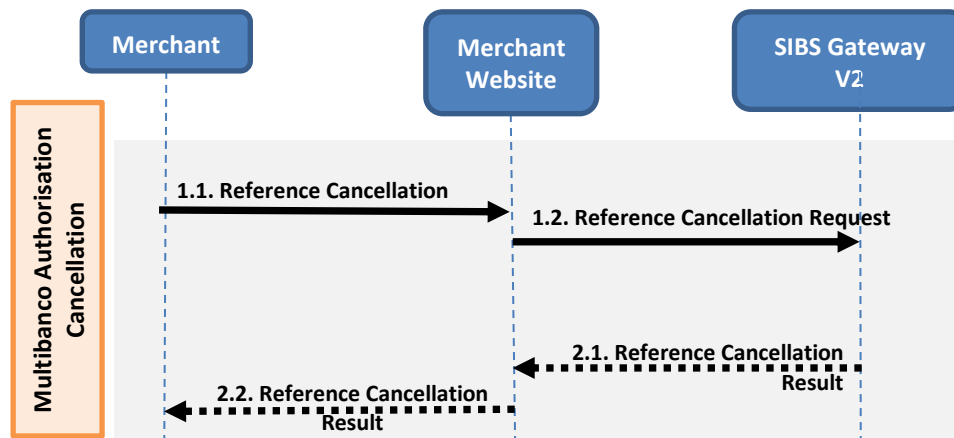 Merchant
Merchant
Website
SIBS Gateway
V2
Multibanco Authorisation
Cancellation
1.1. Reference Cancellation
1.2. Reference Cancellation Request
2.1. Reference Cancellation
Result
2.2. Reference Cancellation
Result